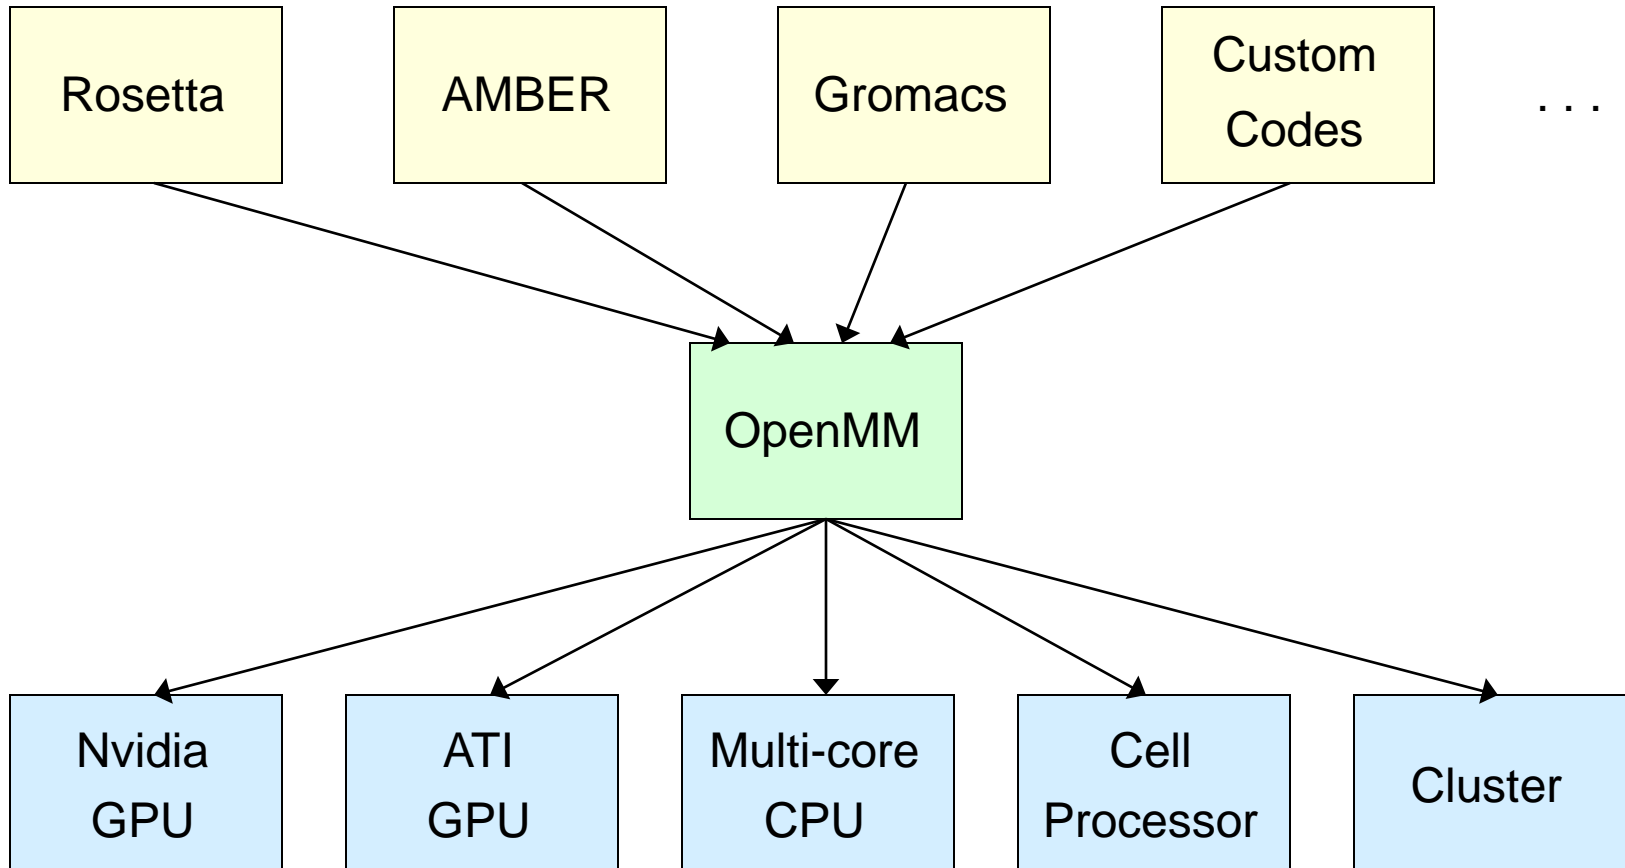 Rosetta
AMBER
Gromacs
Custom
Codes
. . .
OpenMM
Nvidia
GPU
ATI
GPU
Multi-core
CPU
Cell
Processor
Cluster